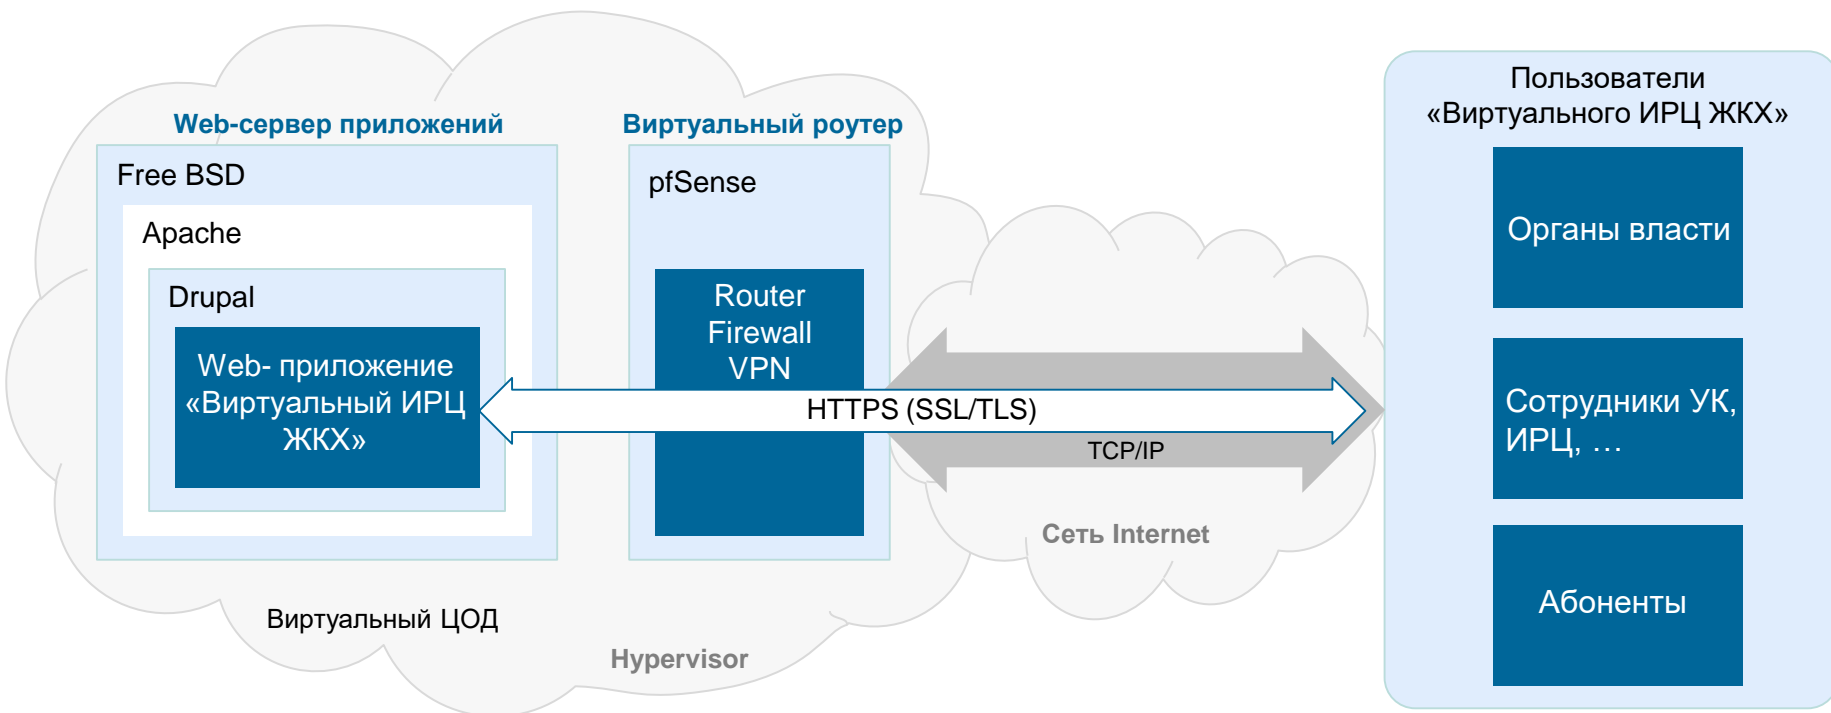 Web-сервер приложений
Free BSD
Apache
Drupal
Web- приложение
«Виртуальный ИРЦ
ЖКХ»
Виртуальный роутер
pfSense
Router
Firewall
VPN
HTTPS (SSL/TLS)
TCP/IP
Сеть Internet
Виртуальный ЦОД
Hypervisor
Пользователи
«Виртуального ИРЦ ЖКХ»
Органы власти
Сотрудники УК,
ИРЦ, …
Абоненты